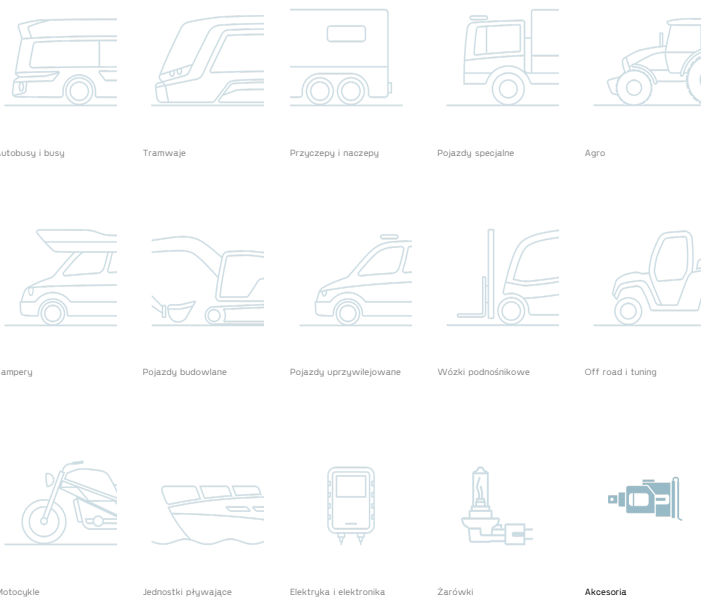 utobusy i busy
Tramwaje
Przyczepy i naczepy
Pojazdy specjalne
Agro
ampery
Pojazdy budowlane
Pojazdy uprzywilejowane
Wózki podnośnikowe
Off road i tuning
Motocykle
Jednostki pływające
Elektryka i elektronika
Żarówki
Akcesoria